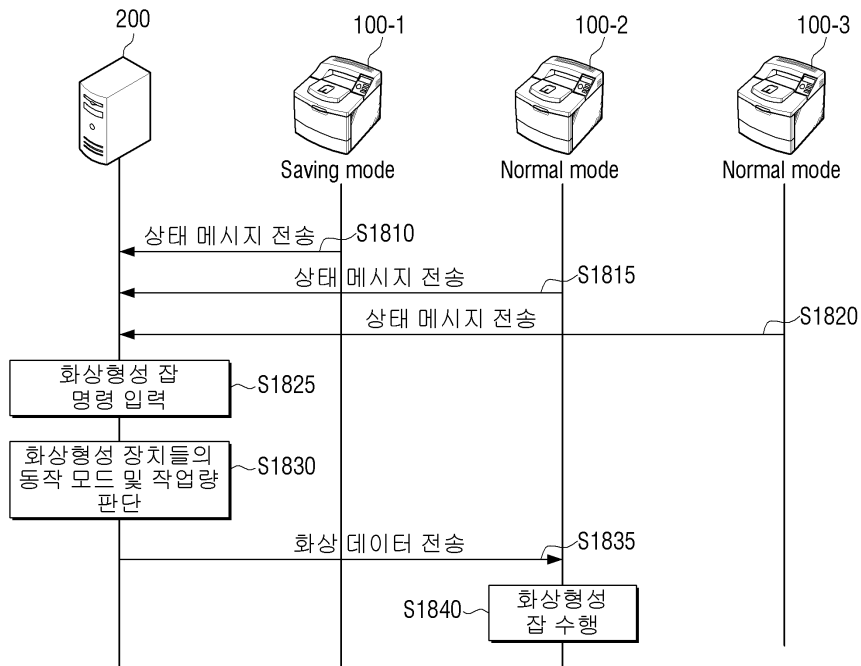 200
100-1
100-2
100-3
Saving mode
Normal mode
Normal mode
상태 메시지 전송
S1810
상태 메시지 전송
S1815
상태 메시지 전송
S1820
화상형성 잡
명령 입력
S1825
화상형성 장치들의
동작 모드 및 작업량
판단
S1830
화상 데이터 전송
S1835
S1840
화상형성
잡 수행